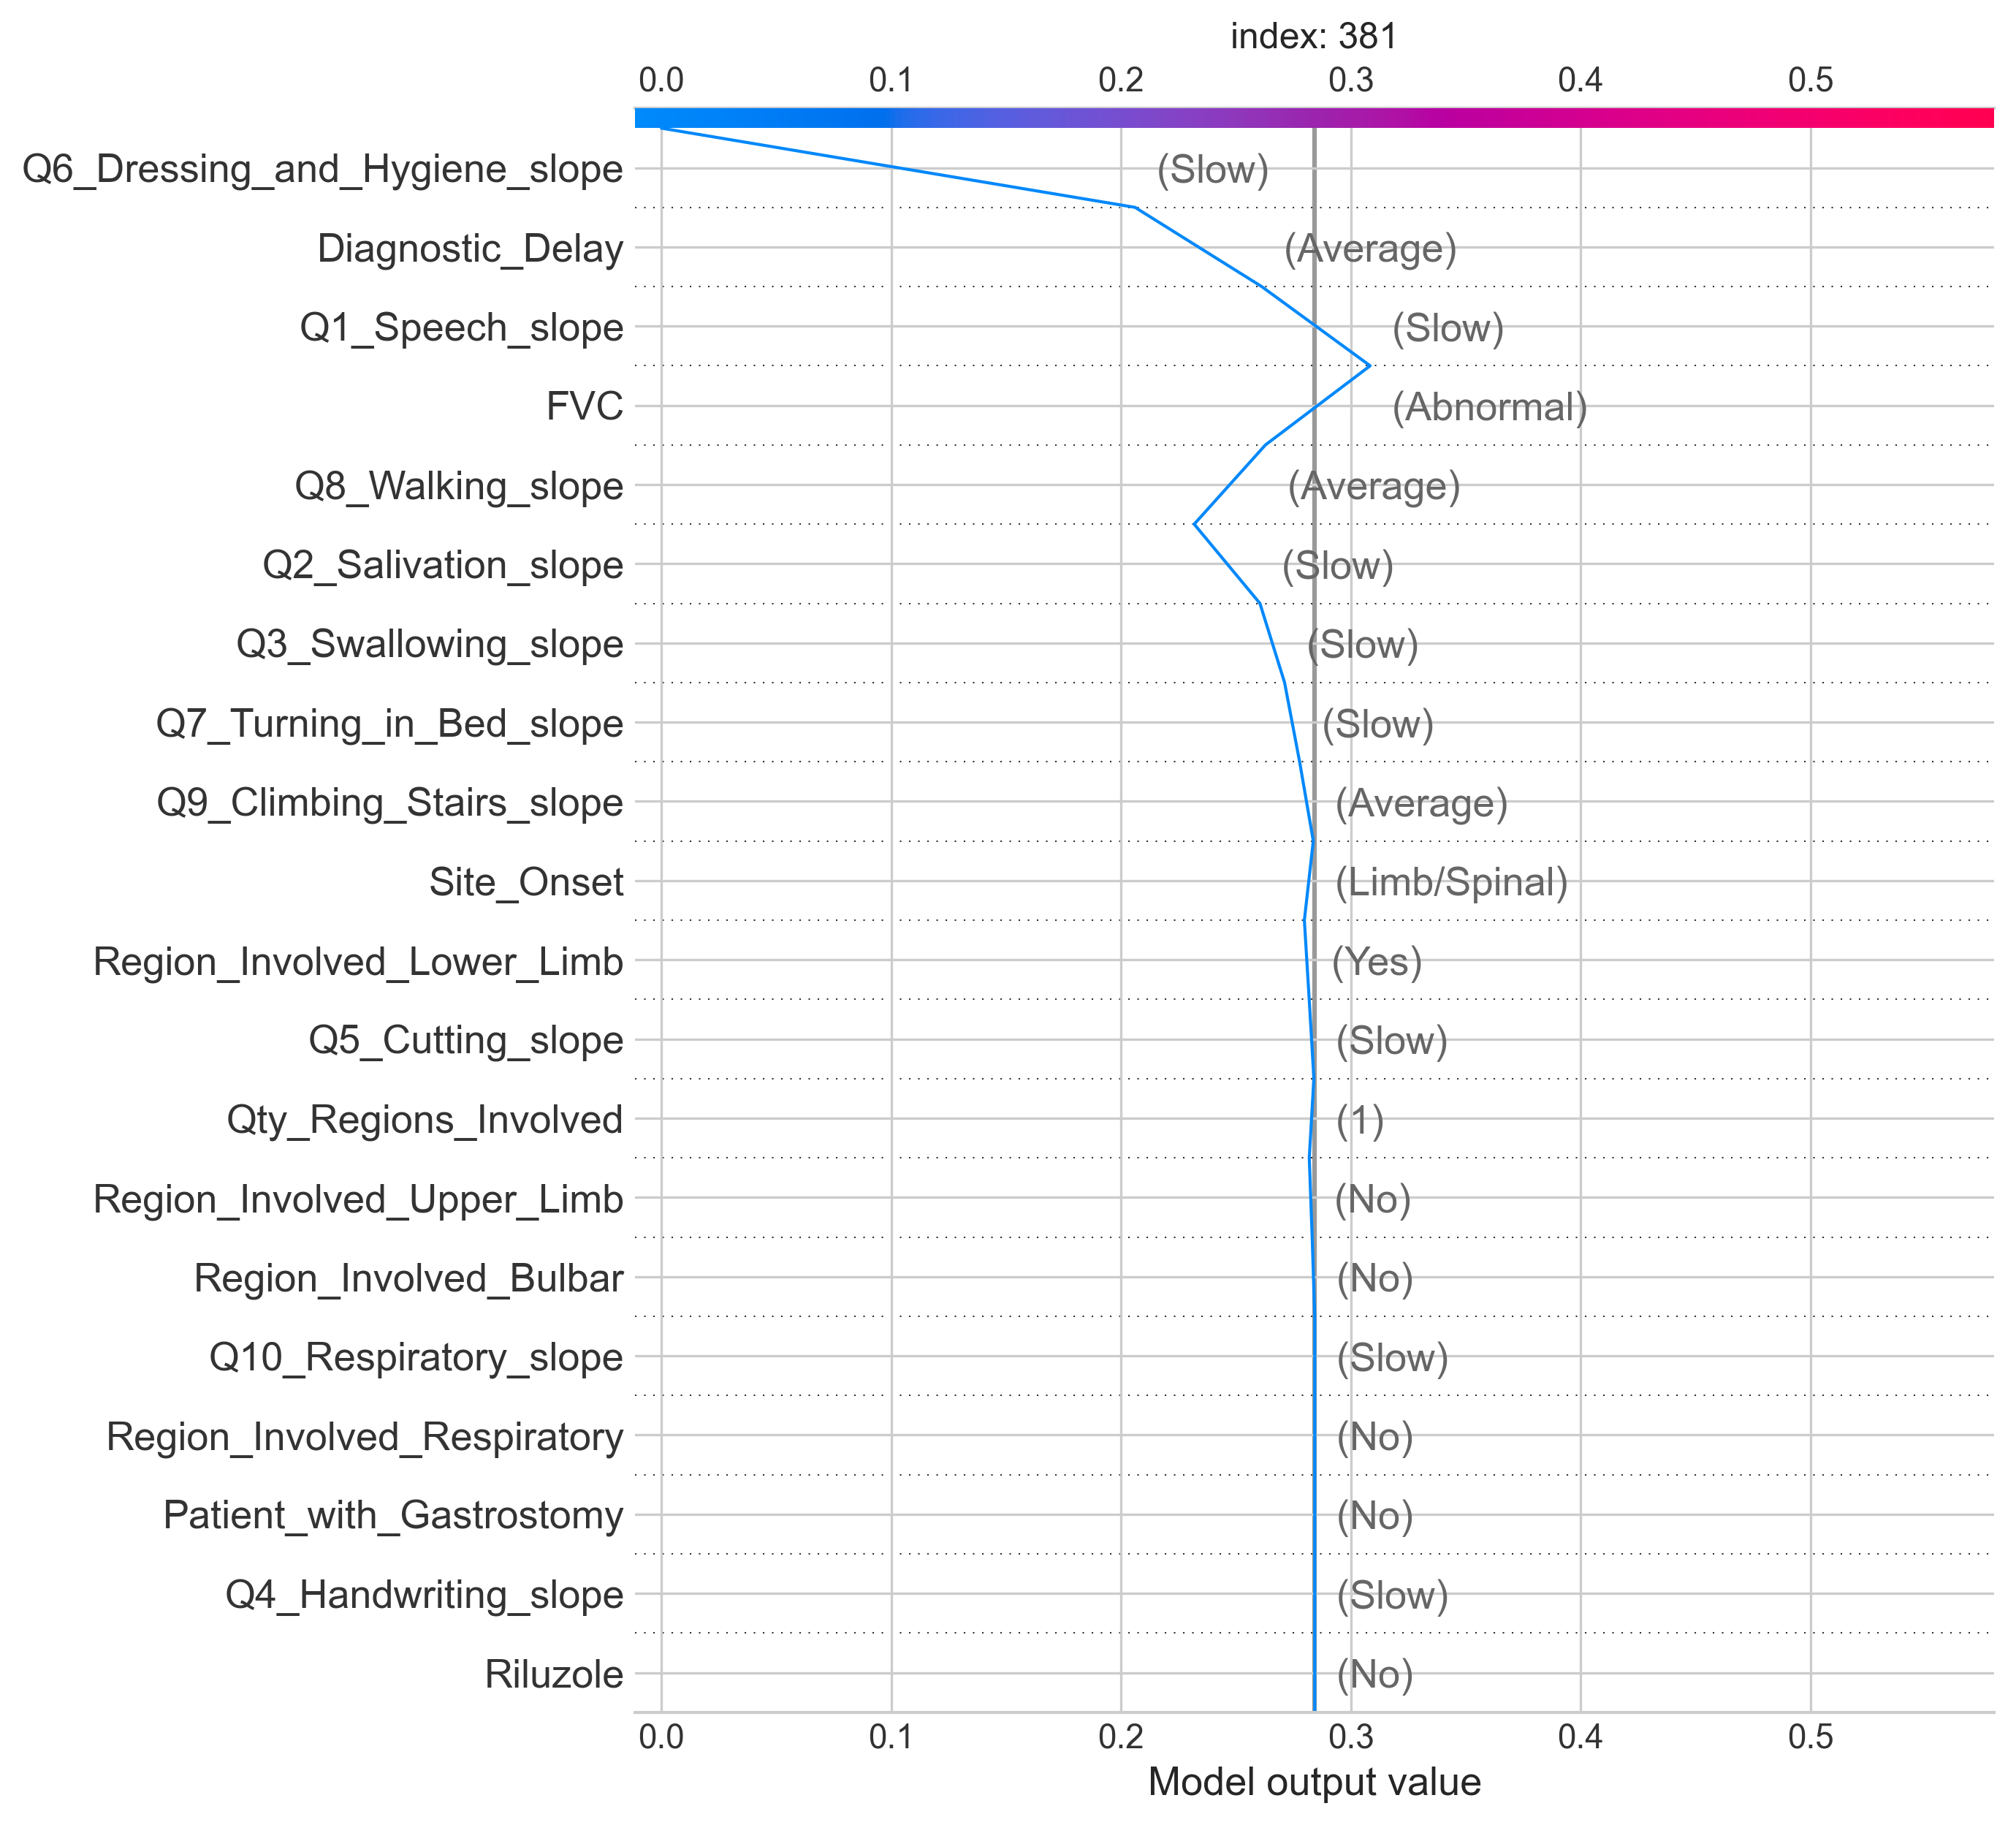 index: 381
0.0 0.1 0.2 0.3 0.4 0.5
Q6_Dressing_and_Hygiene_slope (Slow)
Diagnostic_Delay (Average)
Q1_Speech_slope (Slow)
FVC (Abnormal)
Q8_Walking_slope (Average)
Q2_Salivation_slope (Slow)
Q3_Swallowing_slope (Slow)
Q7_Turning_in_Bed_slope (Slow)
Q9_Climbing_Stairs_slope (Average)
Site_Onset (Limb/Spinal)
Region_Involved_Lower_Limb (Yes)
Q5_Cutting_slope (Slow)
Qty_Regions_Involved (1)
Region_Involved_Upper_Limb (No)
Region_Involved_Bulbar (No)
Q10_Respiratory_slope (Slow)
Region_Involved_Respiratory (No)
Patient_with_Gastrostomy (No)
Q4_Handwriting_slope (Slow)
Riluzole (No)
0.0 0.1 0.2 0.3 0.4 0.5
Model output value